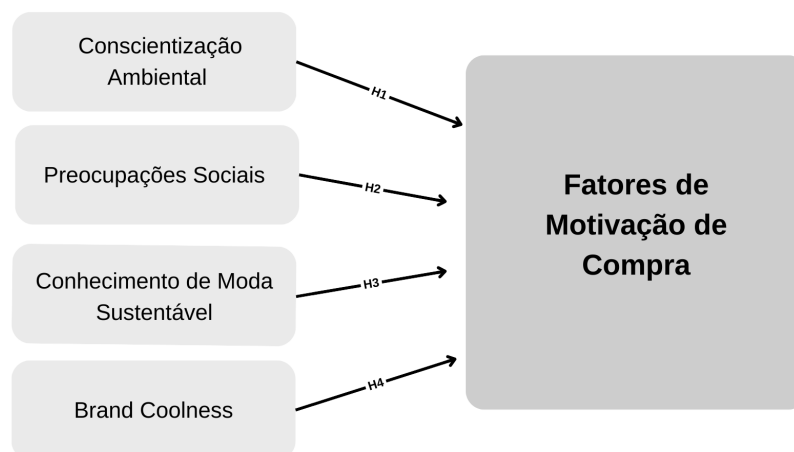 Conscientização
Ambiental
H1
Preocupações Sociais
H2
Conhecimento de Moda
Sustentável
H3
Brand Coolness
H4
Fatores de
Motivação de
Compra